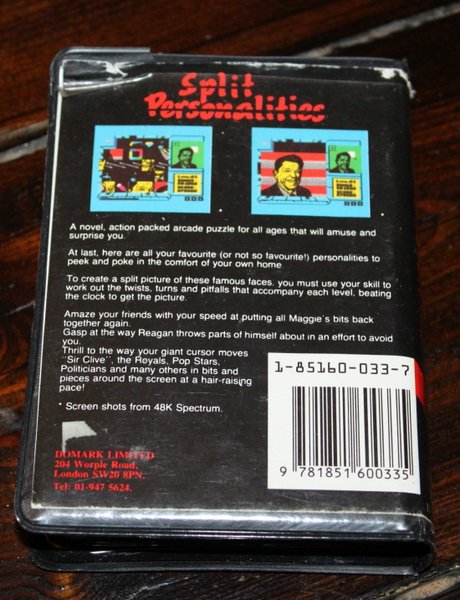 Split
Personalities
A novel, action packed arcade puzzle for all ages that will amuse and
surprise you.
At last, here are all your favourite (or not so favourite!) personalities to
peek and poke in the comfort of your own home
To create a split picture of these famous faces. you must use your skill to
work out the twists, turns and pitfalls that accompany each level, beating
the clock to get the picture.
Amaze your friends with your speed at putting all Maggie's bits back
together again.
Gasp at the way Reagan throws parts of himself about in an effort to avoid
you.
Thrill to the way your giant cursor moves
"Sir Clive", the Royals, Pop Stars,
Politicians and many others in bits and
pieces around the screen at a hair-raising
pace!
* Screen shots from 48K Spectrum.
1-85160-033-7
9 781851 600335
DOMARK LIMITED
204 Worple Road,
London SW20 8PN.
Tel: 01-947 5624.